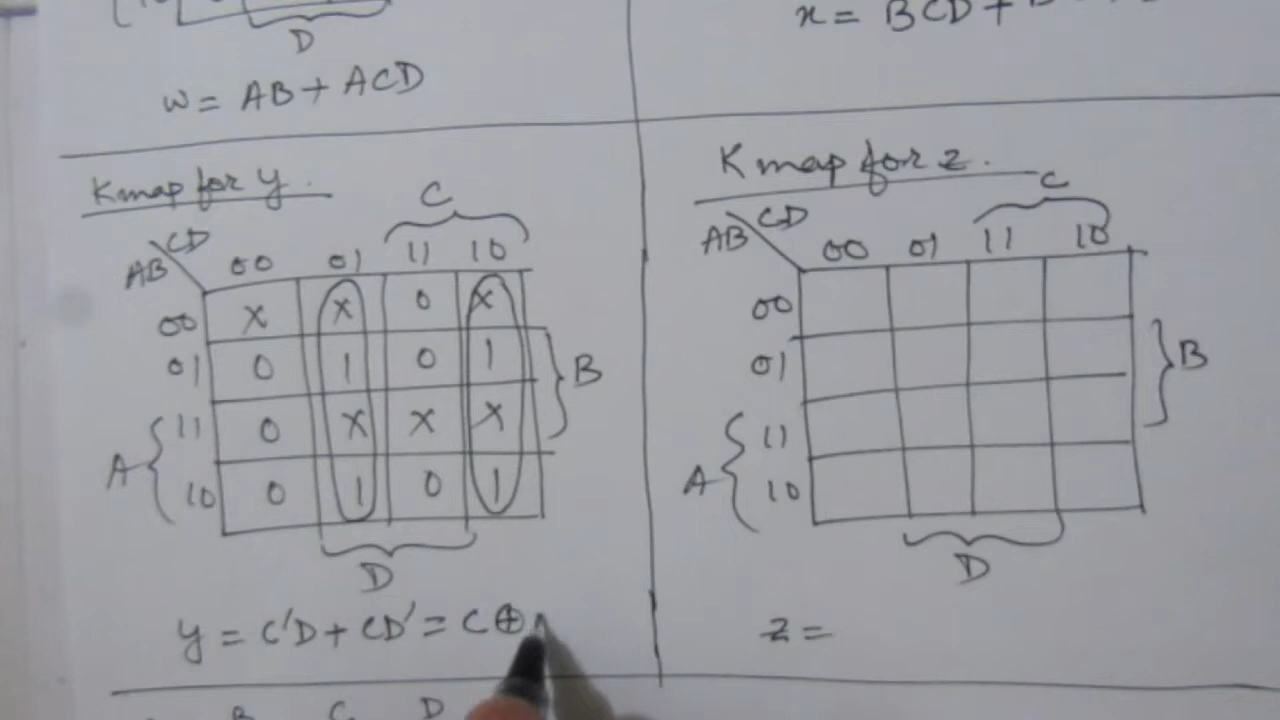 D
w = AB + ACD
x = BCD + B
K map for y.
C
CD
AB
00 01 11 10
00 X X 0 X
01 0 1 0 1
B
11 0 X X X
A
10 0 1 0 1
D
y = C'D + CD' = C ⊕
K map for z.
C
CD
AB
00 01 11 10
00
01
B
11
A
10
D
z =
B C D